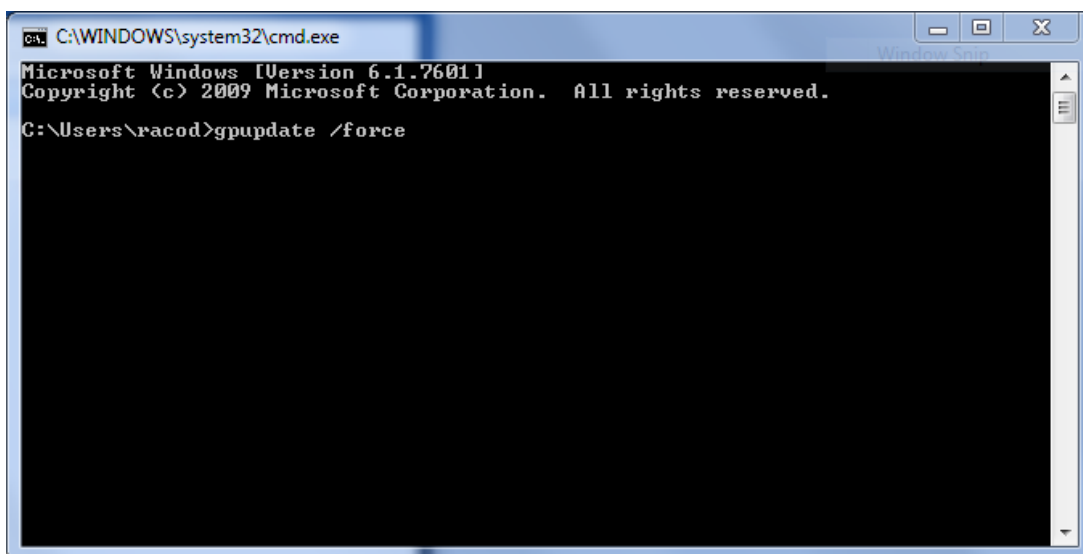 C:\WINDOWS\system32\cmd.exe
Window Snip
Microsoft Windows [Version 6.1.7601]
Copyright (c) 2009 Microsoft Corporation.  All rights reserved.
C:\Users\racod>gpupdate /force